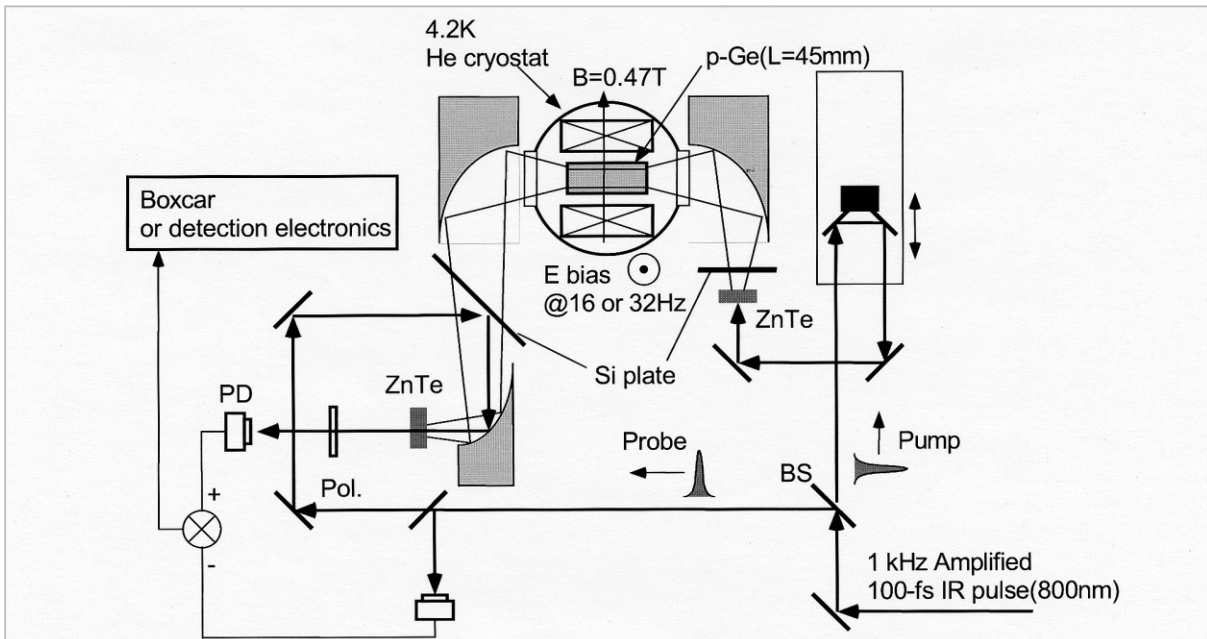 4.2K
He cryostat
B=0.47T
p-Ge(L=45mm)
Boxcar
or detection electronics
E bias
@16 or 32Hz
ZnTe
Si plate
PD
ZnTe
Probe
Pump
BS
Pol.
+
-
1 kHz Amplified
100-fs IR pulse(800nm)